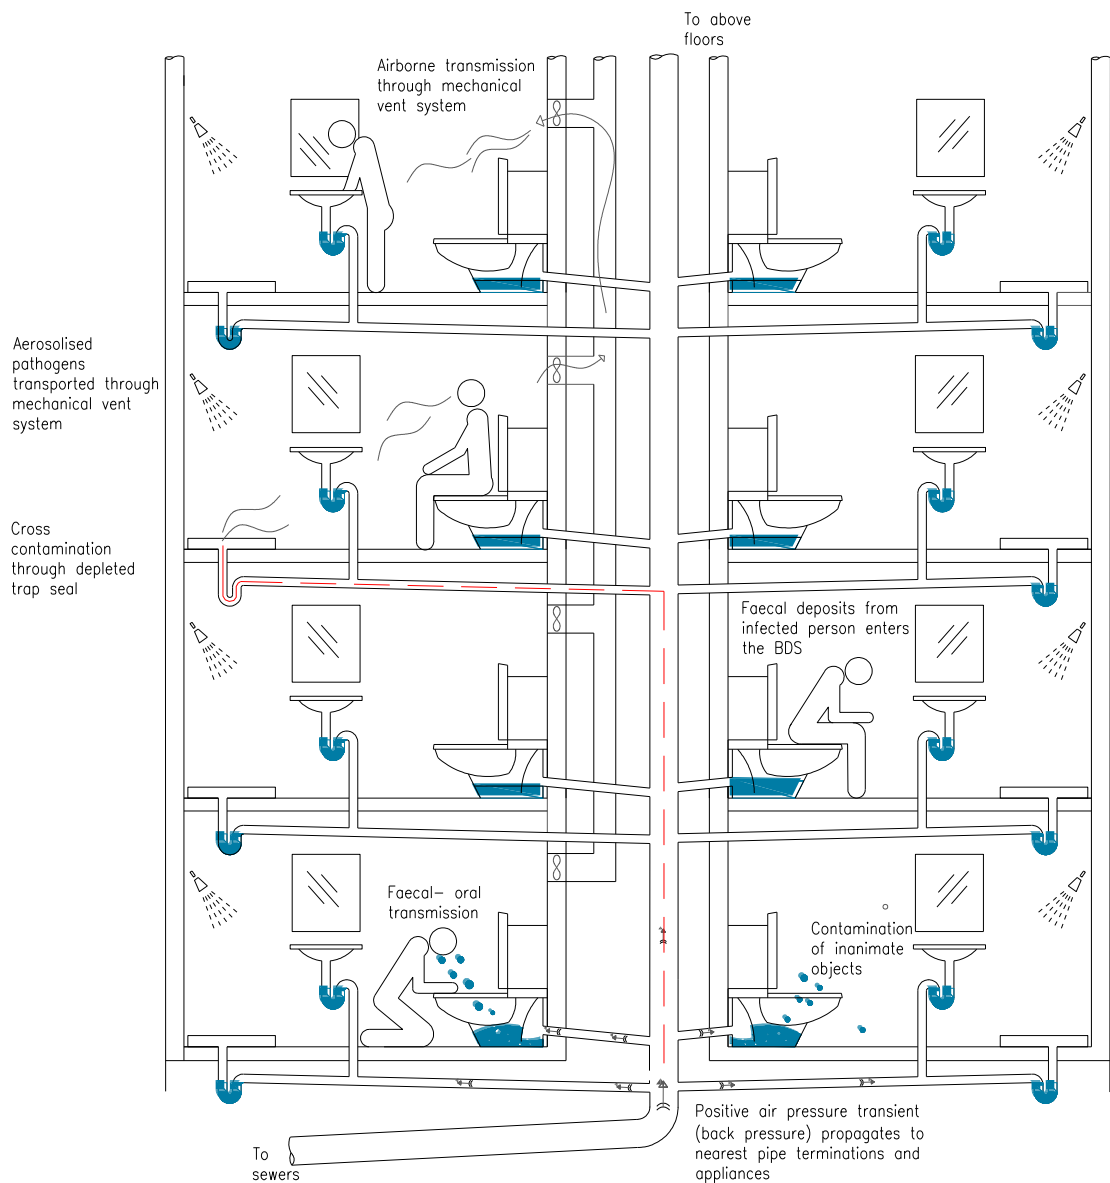 To above
floors
Airborne transmission
through mechanical
vent system
Aerosolised
pathogens
transported through
mechanical vent
system
Cross
contamination
through depleted
trap seal
Faecal deposits from
infected person enters
the BDS
Faecal- oral
transmission
Contamination
of inanimate
objects
Positive air pressure transient
(back pressure) propagates to
nearest pipe terminations and
appliances
To
sewers